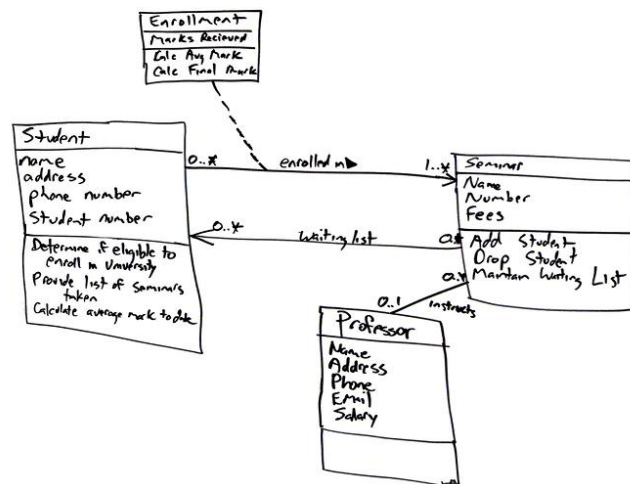 Enrollment
Marks Recieved
Calc Avg Mark
Calc Final Mark
Student
name
address
phone number
Student number
Determine if eligible to
enroll in University
Provide list of seminars
taken
Calculate average mark to date
0..*
enrolled in
1..*
Seminar
Name
Number
Fees
Add Student
Drop Student
Maintain Waiting List
0..*
Waiting list
0..*
0..*
instructs
0..1
Professor
Name
Address
Phone
Email
Salary